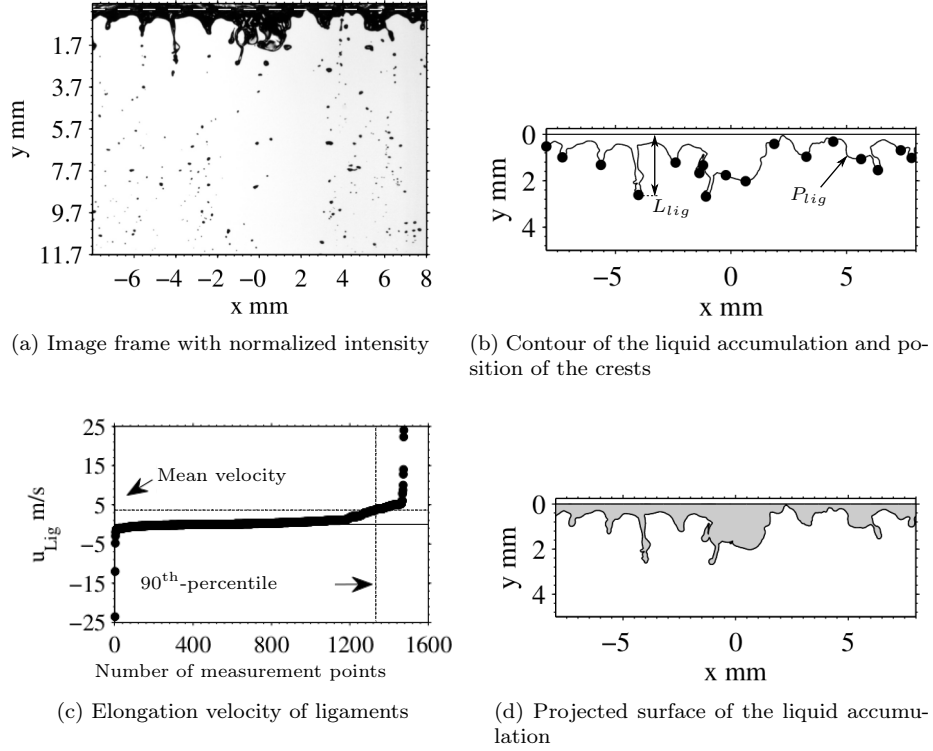 1.7
3.7
5.7
7.7
9.7
11.7
y mm
−6 −4 −2 −0 2 4 6 8
x mm
(a) Image frame with normalized intensity
0
2
4
y mm
L_lig
P_lig
−5 0 5
x mm
(b) Contour of the liquid accumulation and po-
sition of the crests
25
15
5
−5
−15
−25
u_Lig m/s
Mean velocity
90th-percentile
0 400 800 1200 1600
Number of measurement points
(c) Elongation velocity of ligaments
0
2
4
y mm
−5 0 5
x mm
(d) Projected surface of the liquid accumu-
lation